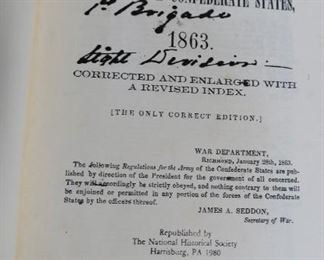 CONFEDERATE STATES,
1st Brigade
1863.
Light Division
CORRECTED AND ENLARGED WITH
A REVISED INDEX.
[THE ONLY CORRECT EDITION.]
WAR DEPARTMENT,
RICHMOND, January 28th, 1863.
The following Regulations for the Army of the Confederate States are pub-
lished by direction of the President for the government of all concerned.
They will accordingly be strictly obeyed, and nothing contrary to them will
be enjoined or permitted in any portion of the forces of the Confederate
States by the officers thereof.
JAMES A. SEDDON,
Secretary of War.
Republished by
The National Historical Society
Harrisburg, PA 1980